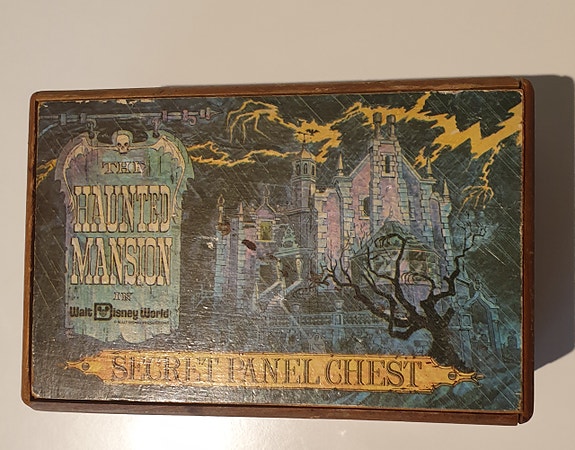 THE
HAUNTED
MANSION
IN
Walt Disney World
SECRET PANEL CHEST